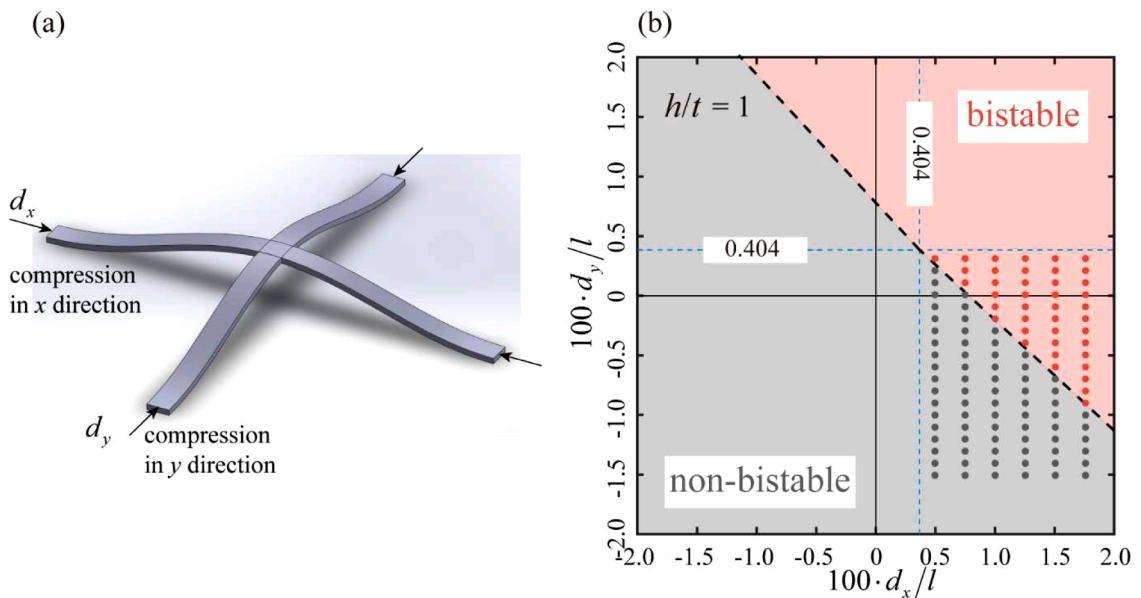 (a)
d_x
compression
in x direction
d_y
compression
in y direction
(b)
100·d_y/l
2.0
1.5
1.0
0.5
0
-0.5
-1.0
-1.5
-2.0
h/t = 1
bistable
0.404
0.404
non-bistable
-2.0 -1.5 -1.0 -0.5 0 0.5 1.0 1.5 2.0
100·d_x/l